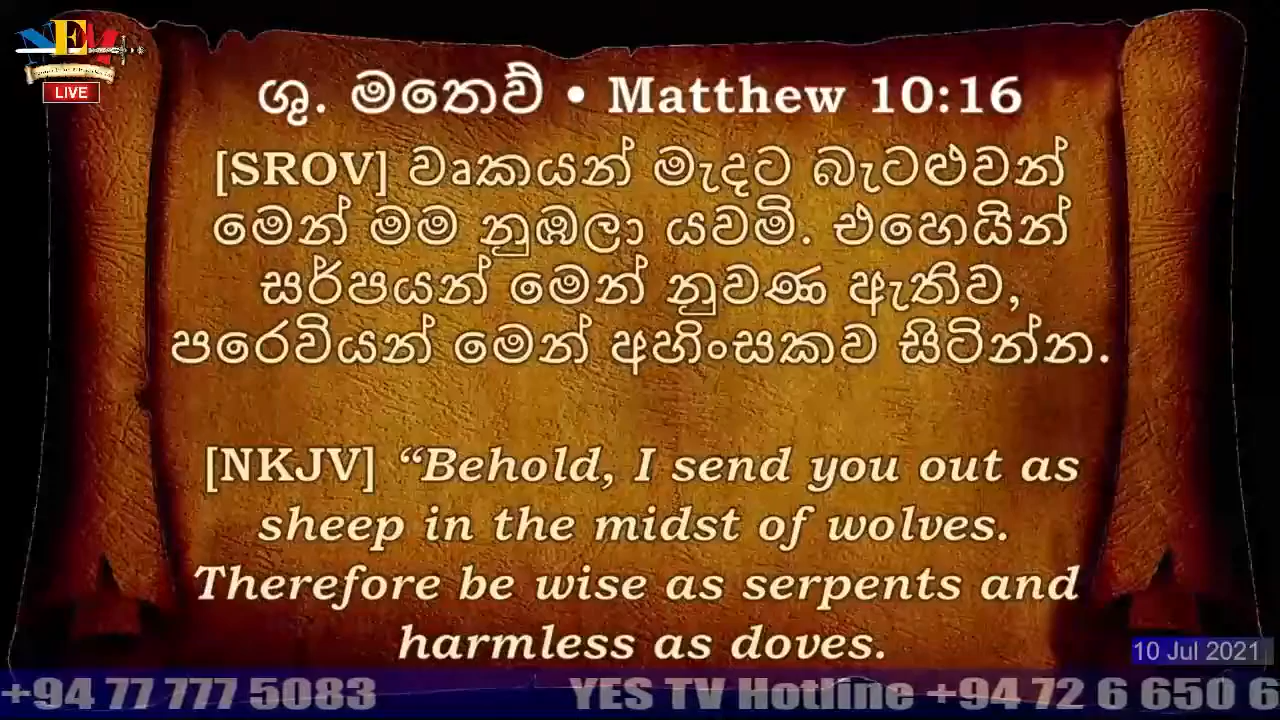 LIVE
ශු. මතෙව් • Matthew 10:16
[SROV] වෘකයන් මැදට බැටළුවන්
මෙන් මම නුඹලා යවමි. එහෙයින්
සර්පයන් මෙන් නුවණ ඇතිව,
පරෙවියන් මෙන් අහිංසකව සිටින්න.
[NKJV] “Behold, I send you out as
sheep in the midst of wolves.
Therefore be wise as serpents and
harmless as doves.
10 Jul 2021
+94 77 777 5083 YES TV Hotline +94 72 6 650 6